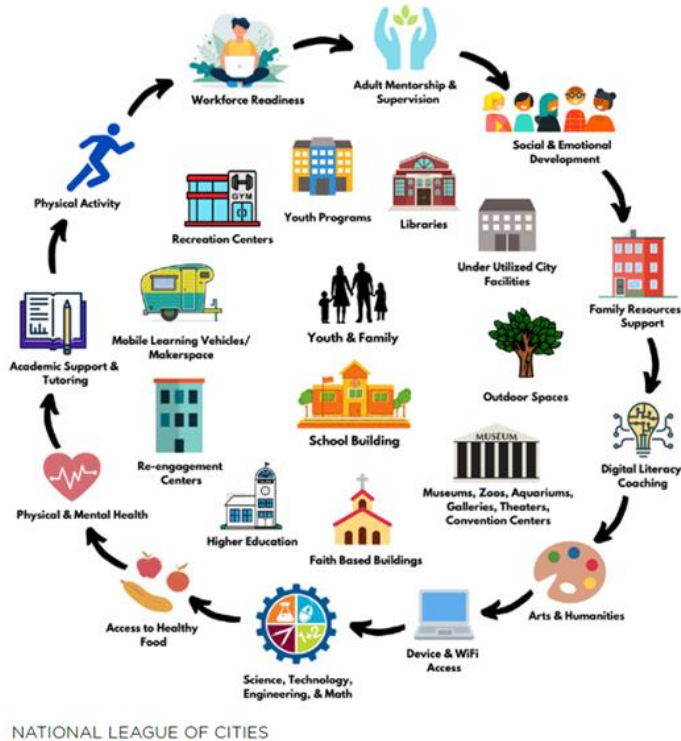 Workforce Readiness
Adult Mentorship &
Supervision
Social & Emotional
Development
Family Resources
Support
Digital Literacy
Coaching
Arts & Humanities
Device & WiFi
Access
Science, Technology,
Engineering, & Math
1+2
Access to Healthy
Food
Physical & Mental Health
Academic Support &
Tutoring
Physical Activity
GYM
Recreation Centers
Youth Programs
Libraries
Under Utilized City
Facilities
Mobile Learning Vehicles/
Makerspace
Youth & Family
Outdoor Spaces
School Building
Re-engagement
Centers
MUSEUM
Museums, Zoos, Aquariums,
Galleries, Theaters,
Convention Centers
Higher Education
Faith Based Buildings
NATIONAL LEAGUE OF CITIES